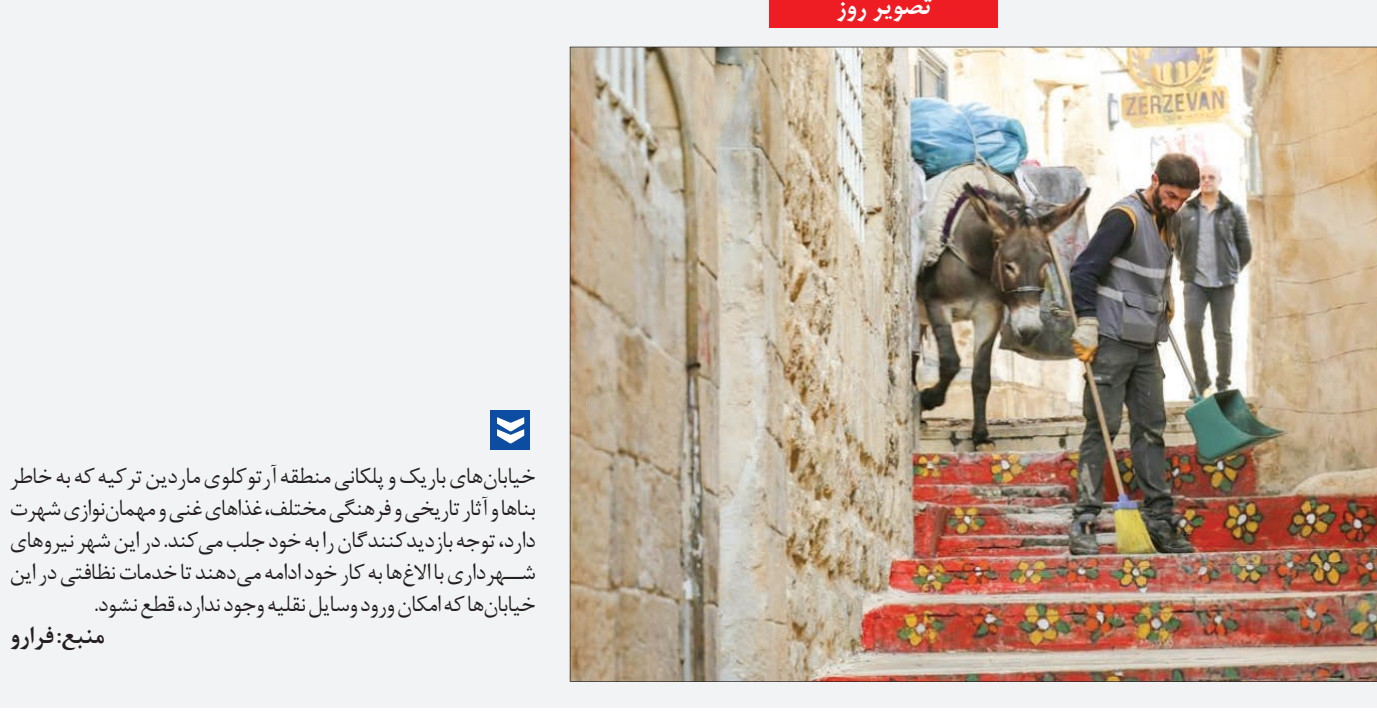 تصویر روز
ZERZEVAN
خیابان‌های باریک و پلکانی منطقه آرتوکلوی ماردین ترکیه که به خاطر
بناها و آثار تاریخی و فرهنگی مختلف، غذاهای غنی و مهمان‌نوازی شهرت
دارد، توجه بازدیدکنندگان را به خود جلب می‌کند. در این شهر نیروهای
شـــهرداری با الاغ‌ها به کار خود ادامه می‌دهند تا خدمات نظافتی در این
خیابان‌ها که امکان ورود وسایل نقلیه وجود ندارد، قطع نشود.
منبع: فرارو